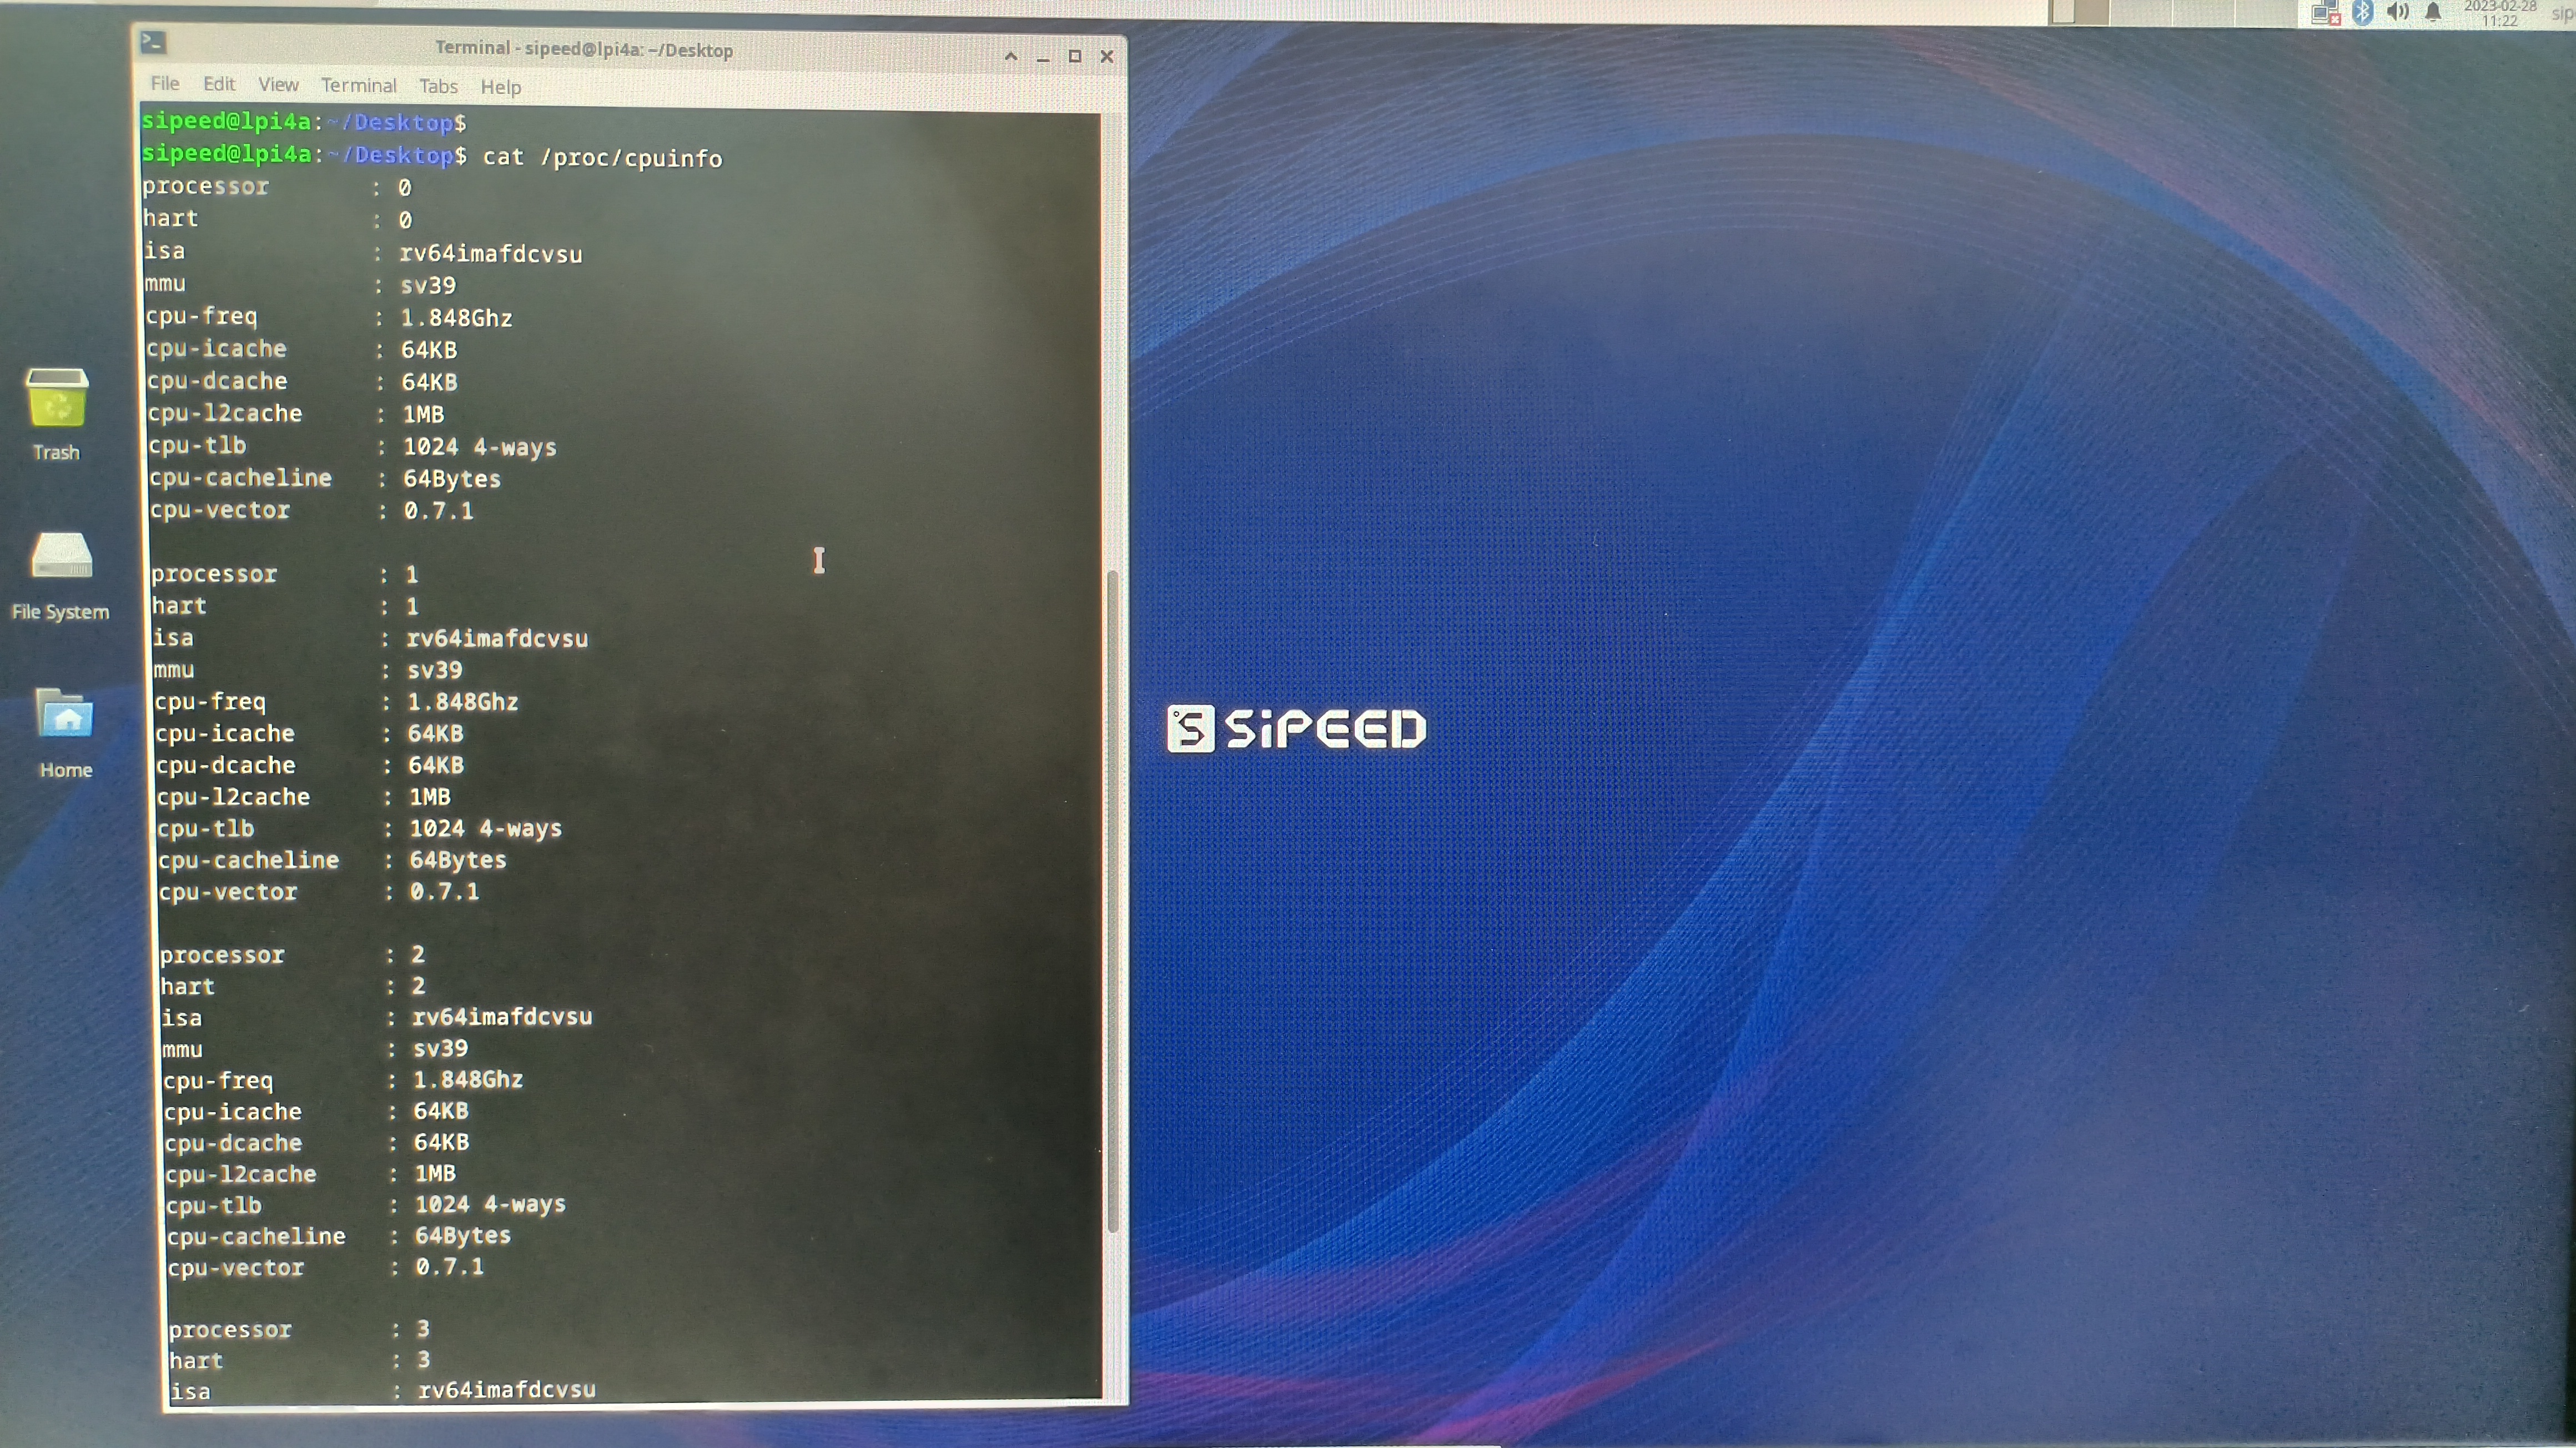 2023-02-28
11:22
sip
Terminal - sipeed@lpi4a: ~/Desktop
File Edit View Terminal Tabs Help
sipeed@lpi4a:~/Desktop$
sipeed@lpi4a:~/Desktop$ cat /proc/cpuinfo
processor : 0
hart : 0
isa : rv64imafdcvsu
mmu : sv39
cpu-freq : 1.848Ghz
cpu-icache : 64KB
cpu-dcache : 64KB
cpu-l2cache : 1MB
cpu-tlb : 1024 4-ways
cpu-cacheline : 64Bytes
cpu-vector : 0.7.1
processor : 1
hart : 1
isa : rv64imafdcvsu
mmu : sv39
cpu-freq : 1.848Ghz
cpu-icache : 64KB
cpu-dcache : 64KB
cpu-l2cache : 1MB
cpu-tlb : 1024 4-ways
cpu-cacheline : 64Bytes
cpu-vector : 0.7.1
processor : 2
hart : 2
isa : rv64imafdcvsu
mmu : sv39
cpu-freq : 1.848Ghz
cpu-icache : 64KB
cpu-dcache : 64KB
cpu-l2cache : 1MB
cpu-tlb : 1024 4-ways
cpu-cacheline : 64Bytes
cpu-vector : 0.7.1
processor : 3
hart : 3
isa : rv64imafdcvsu
Trash
File System
Home
SiPEED